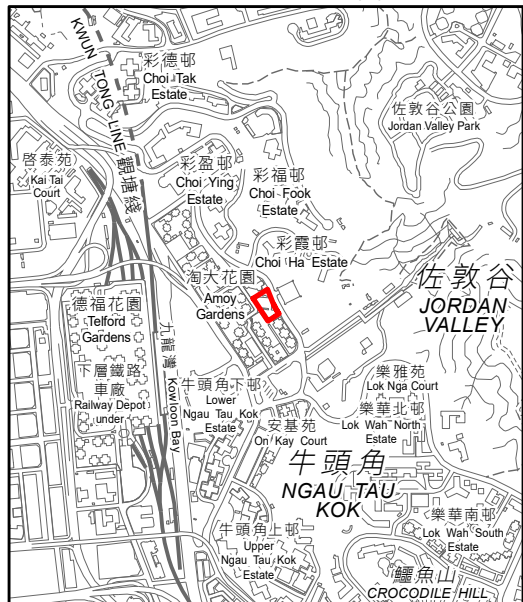 彩德邨
Choi Tak
Estate
KWUN TONG LINE 觀塘綫
佐敦谷公園
Jordan Valley Park
啓泰苑
Kai Tai
Court
彩盈邨
Choi Ying
Estate
彩福邨
Choi Fook
Estate
彩霞邨
Choi Ha Estate
淘大花園
Amoy
Gardens
佐敦谷
JORDAN
VALLEY
德福花園
Telford
Gardens
下層鐵路
車廠
Railway Depot
under
九龍灣
Kowloon Bay
牛頭角下邨
Lower
Ngau Tau Kok
Estate
安基苑
On Kay Court
樂雅苑
Lok Nga Court
樂華北邨
Lok Wah North
Estate
牛頭角
NGAU TAU
KOK
牛頭角上邨
Upper
Ngau Tau Kok
Estate
樂華南邨
Lok Wah South
Estate
鱷魚山
CROCODILE HILL